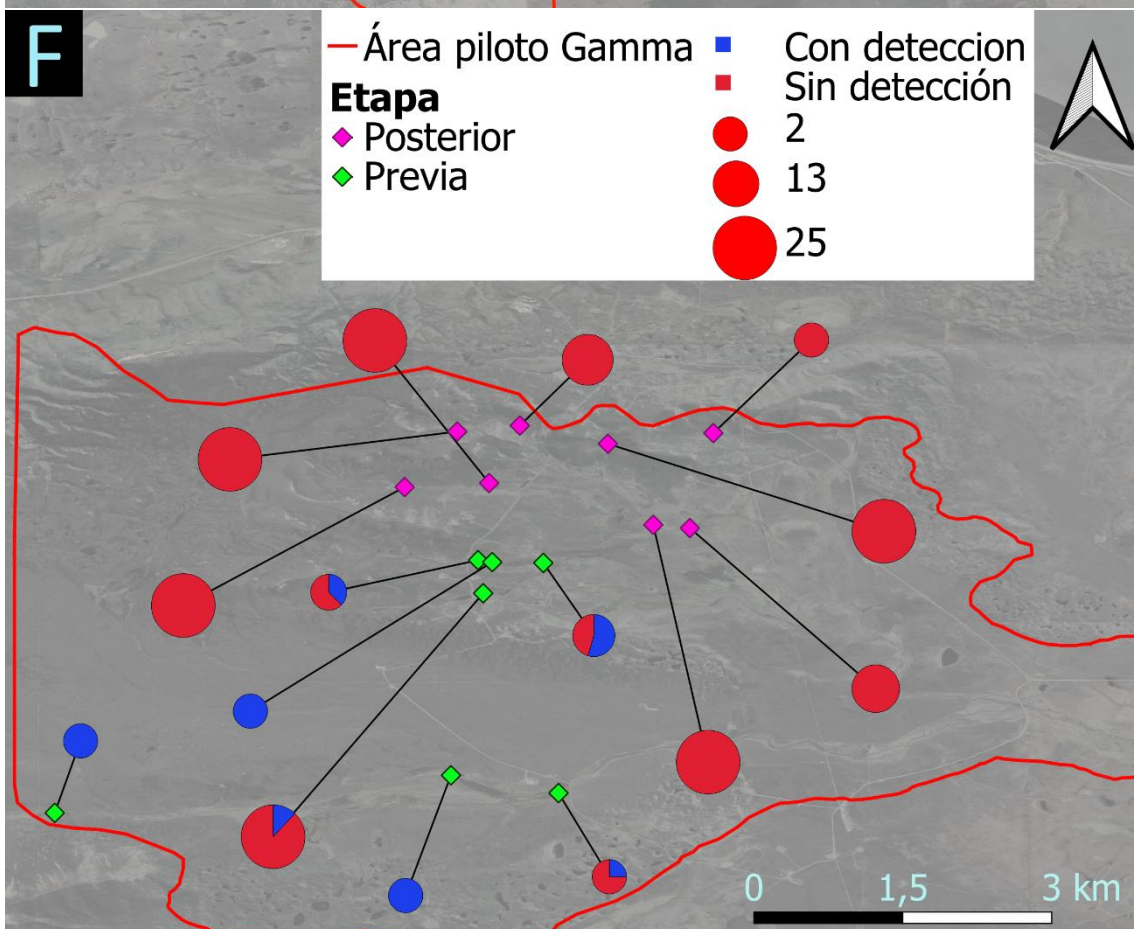 F
Área piloto Gamma
Etapa
Posterior
Previa
Con deteccion
Sin detección
2
13
25
0 1,5 3 km